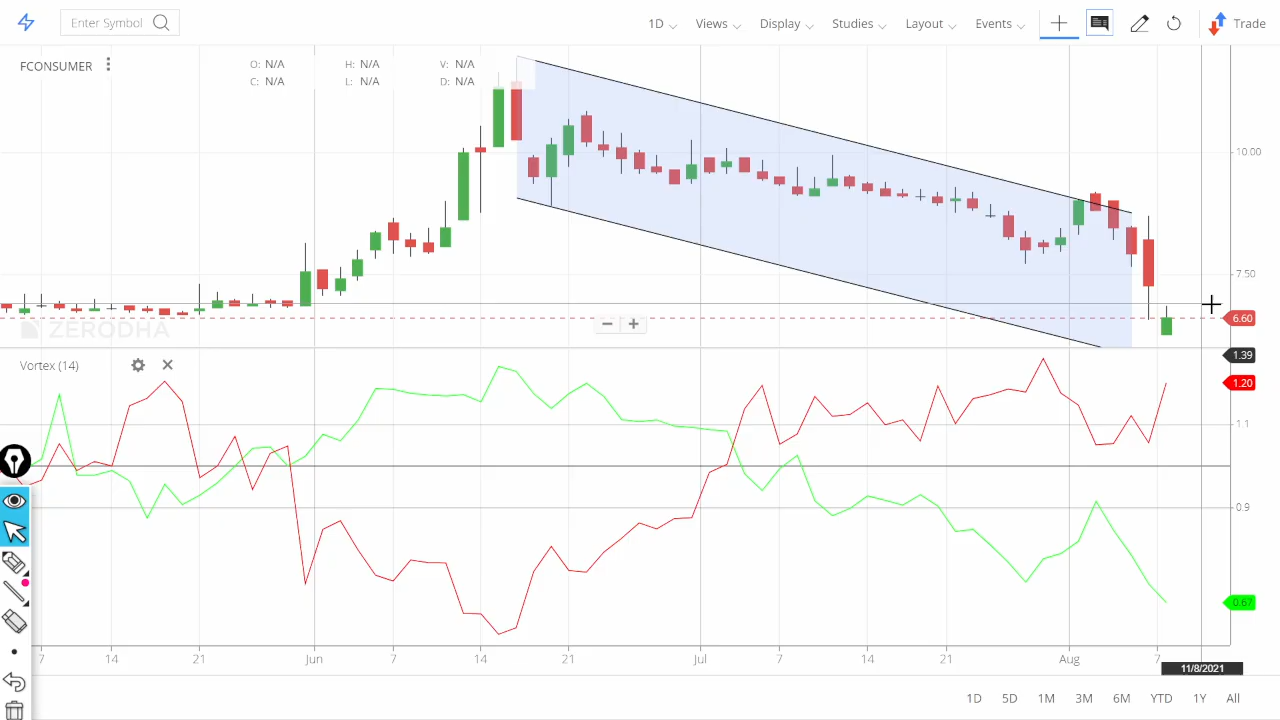 Enter Symbol 1D Views Display Studies Layout Events Trade
FCONSUMER O: N/A H: N/A V: N/A
C: N/A L: N/A D: N/A
10.00
7.50
6.60
ZERODHA
1.39
Vortex (14)
1.20
1.1
0.9
0.67
7 14 21 Jun 7 14 21 Jul 7 14 21 Aug 7
11/8/2021
1D 5D 1M 3M 6M YTD 1Y All